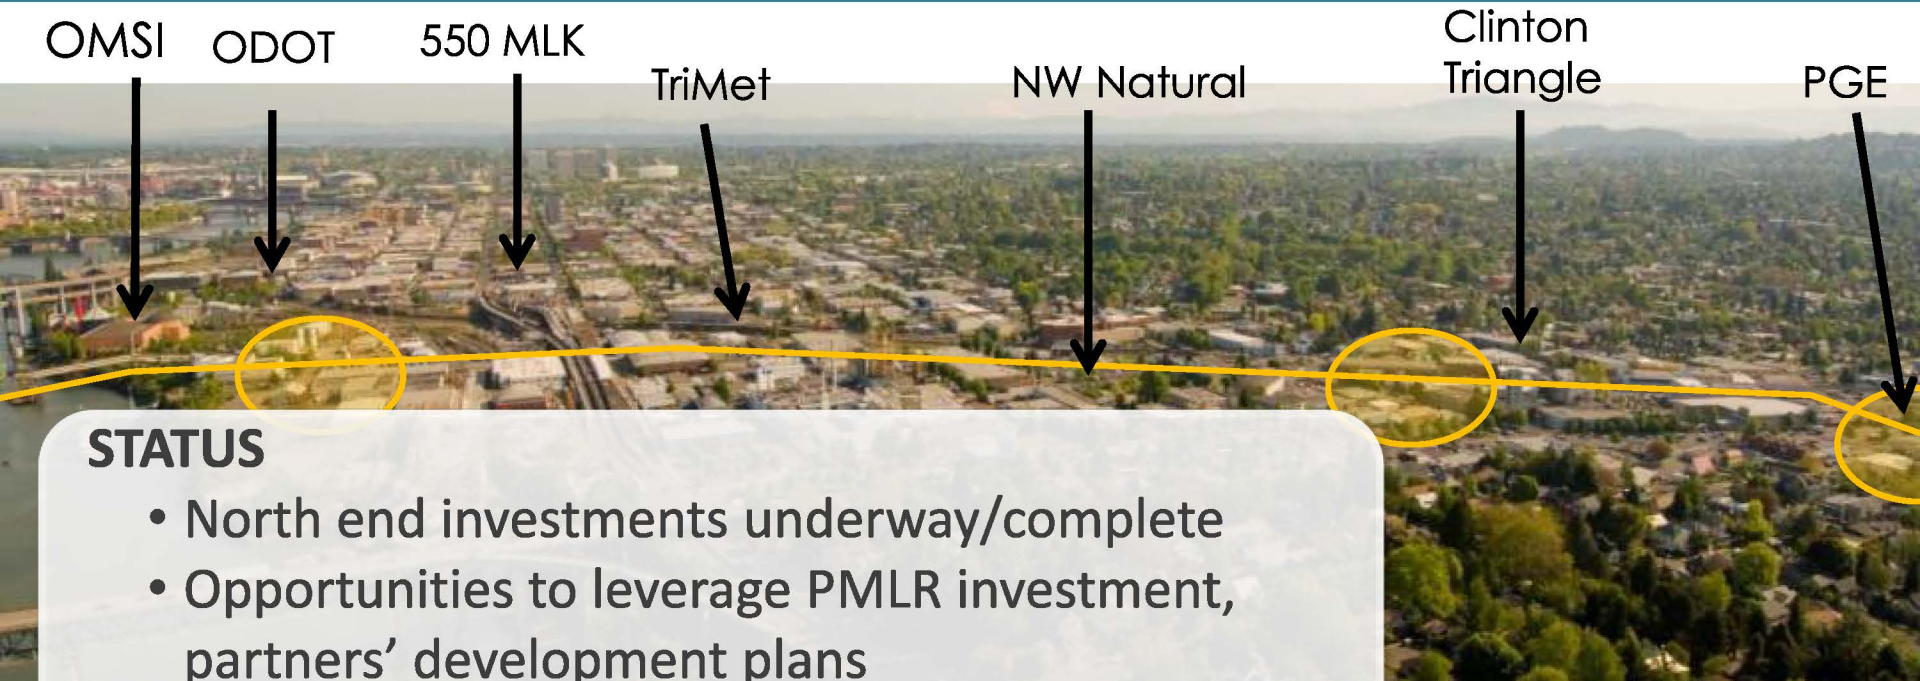 OMSI
ODOT
550 MLK
TriMet
NW Natural
Clinton
Triangle
PGE
STATUS
• North end investments underway/complete
• Opportunities to leverage PMLR investment,
partners’ development plans